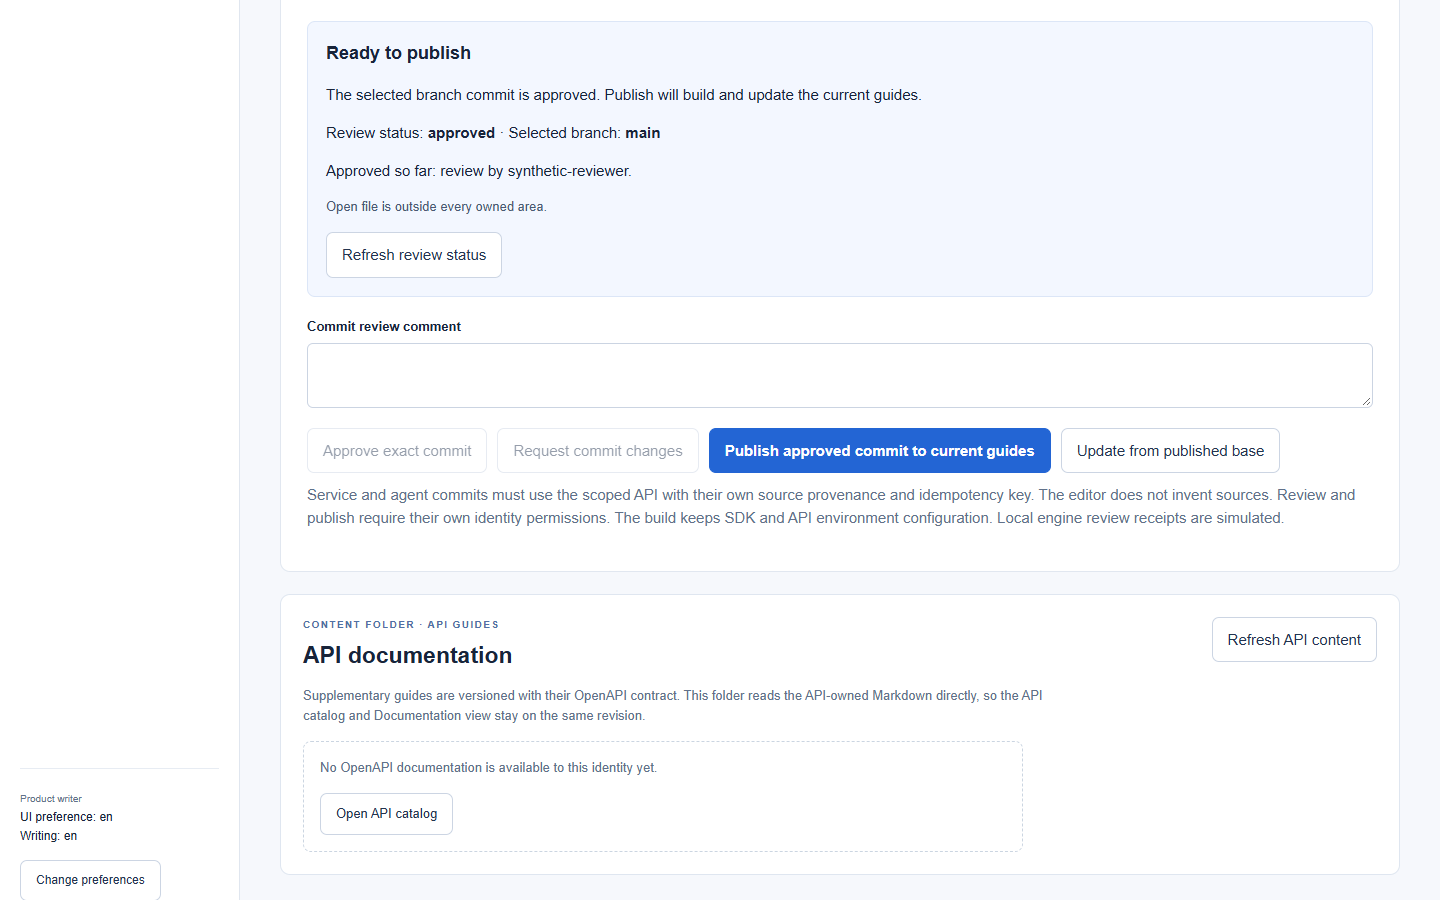 Ready to publish
The selected branch commit is approved. Publish will build and update the current guides.
Review status: approved · Selected branch: main
Approved so far: review by synthetic-reviewer.
Open file is outside every owned area.
Refresh review status
Commit review comment
Approve exact commit
Request commit changes
Publish approved commit to current guides
Update from published base
Service and agent commits must use the scoped API with their own source provenance and idempotency key. The editor does not invent sources. Review and
publish require their own identity permissions. The build keeps SDK and API environment configuration. Local engine review receipts are simulated.
CONTENT FOLDER · API GUIDES
API documentation
Refresh API content
Supplementary guides are versioned with their OpenAPI contract. This folder reads the API-owned Markdown directly, so the API
catalog and Documentation view stay on the same revision.
No OpenAPI documentation is available to this identity yet.
Open API catalog
Product writer
UI preference: en
Writing: en
Change preferences